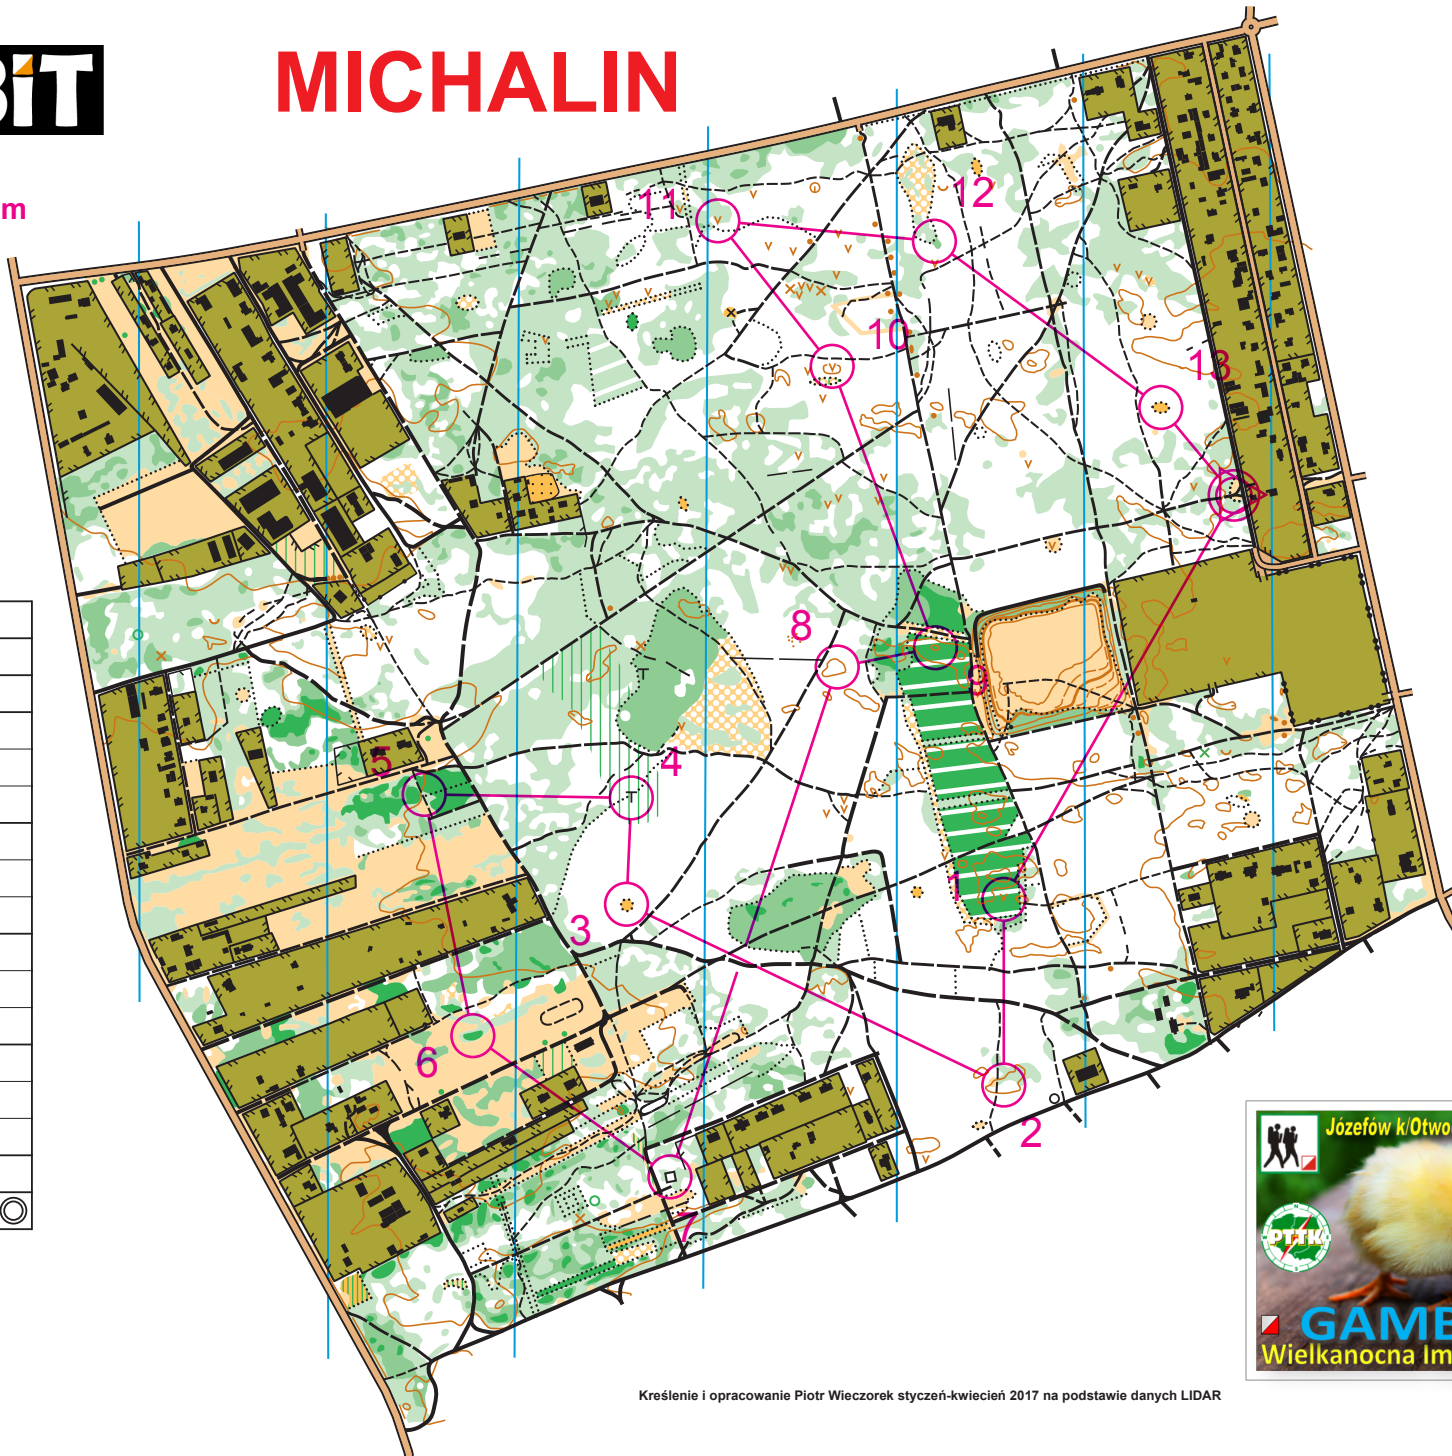 BiT
MICHALIN
m
11
12
10
13
8
9
5
4
1
3
6
2
7
Józefów k/Otwo
PTTK
GAME
Wielkanocna Im
Kreślenie i opracowanie Piotr Wieczorek styczeń-kwiecień 2017 na podstawie danych LIDAR